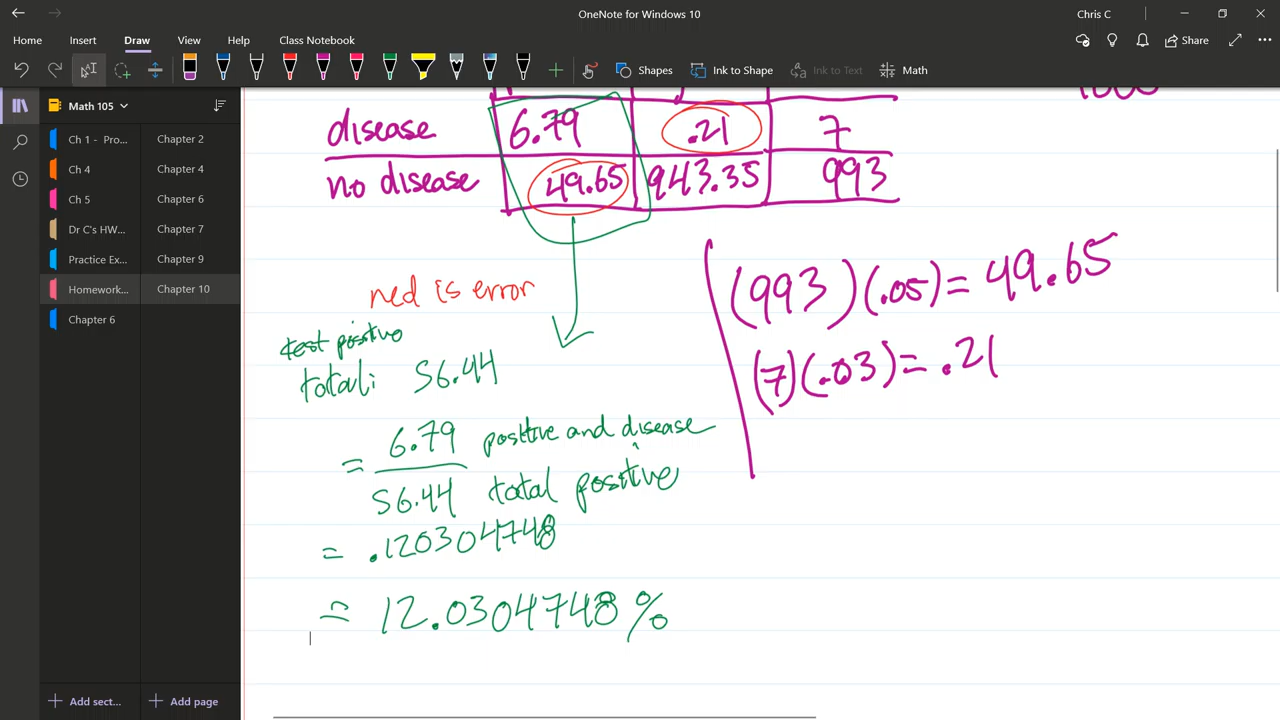 OneNote for Windows 10
Chris C
Home
Insert
Draw
View
Help
Class Notebook
Share
Shapes
Ink to Shape
Ink to Text
Math
Math 105
Ch 1 - Pro...
Ch 4
Ch 5
Dr C's HW...
Practice Ex...
Homework...
Chapter 6
Chapter 2
Chapter 4
Chapter 6
Chapter 7
Chapter 9
Chapter 10
Add sect...
Add page
1000
disease 6.79 .21 7
no disease 49.65 943.35 993
red is error
test positive
total: 56.44
= 6.79 positive and disease
56.44 total positive
= .120304748
= 12.0304748 %
(993)(.05) = 49.65
(7)(.03) = .21